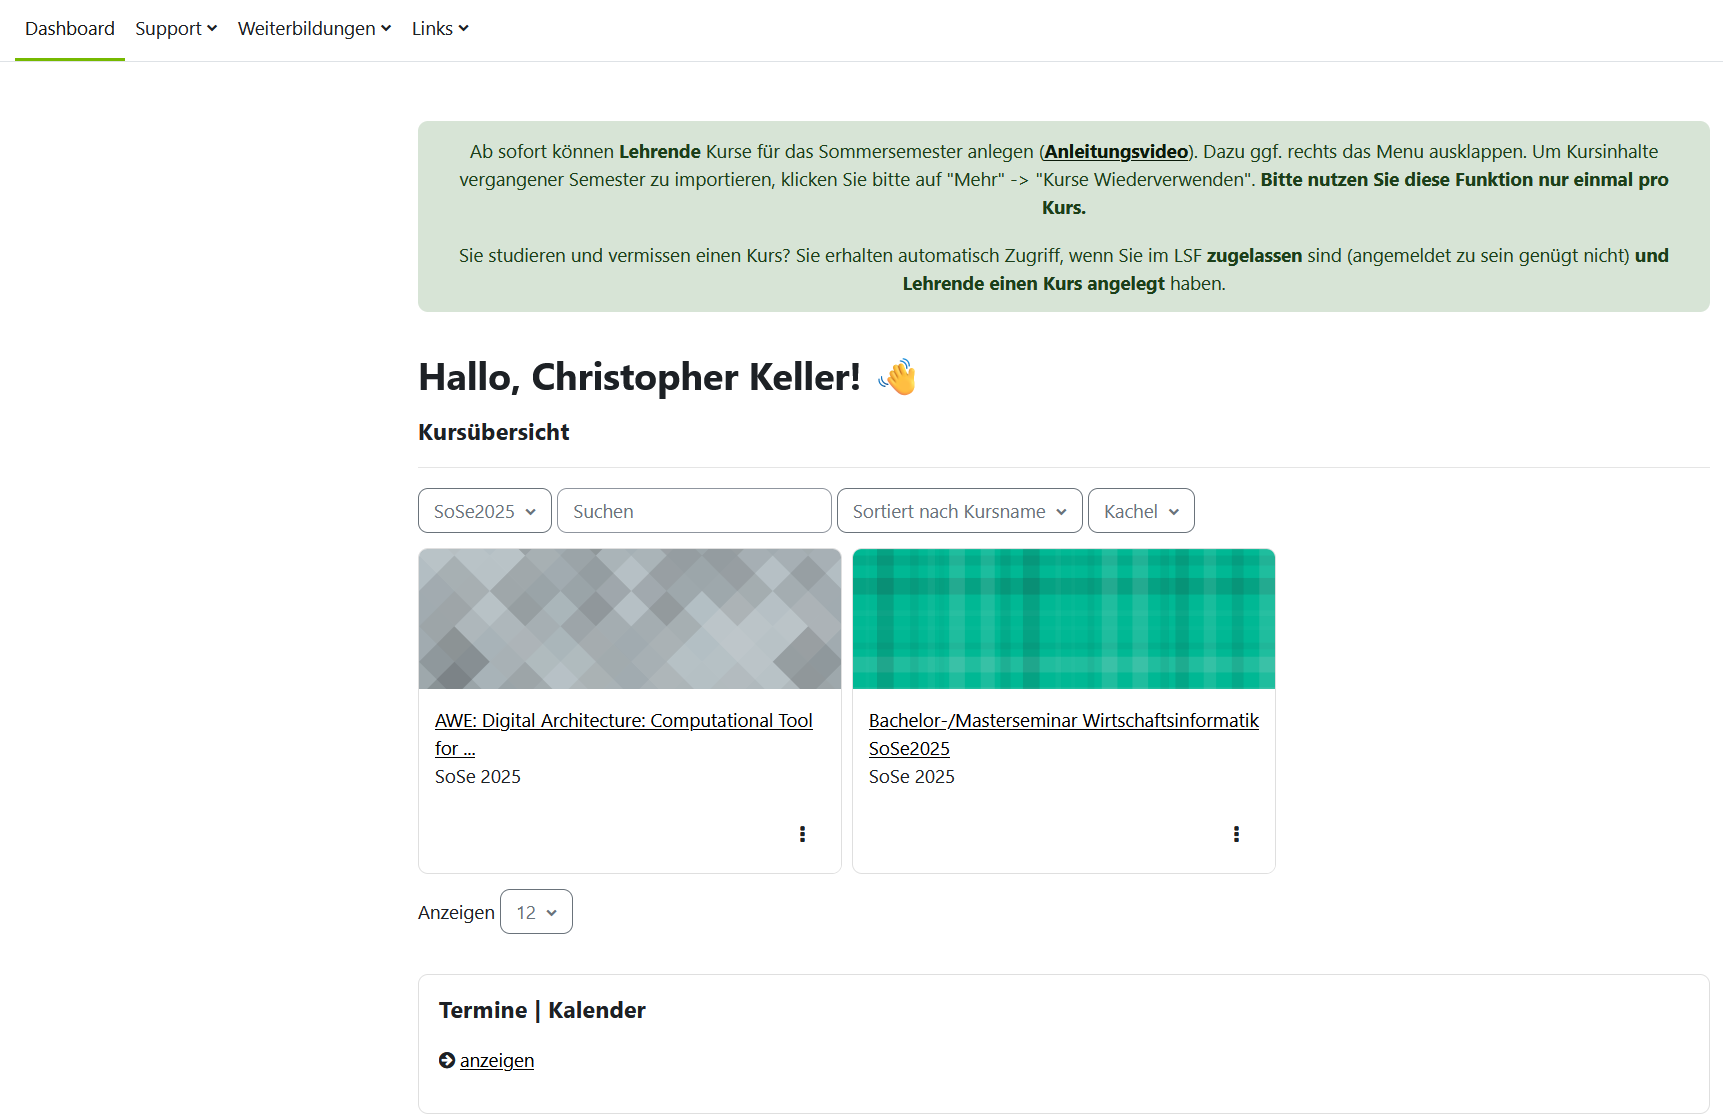 Dashboard Support Weiterbildungen Links
Ab sofort können Lehrende Kurse für das Sommersemester anlegen (Anleitungsvideo). Dazu ggf. rechts das Menu ausklappen. Um Kursinhalte
vergangener Semester zu importieren, klicken Sie bitte auf "Mehr" -> "Kurse Wiederverwenden". Bitte nutzen Sie diese Funktion nur einmal pro
Kurs.
Sie studieren und vermissen einen Kurs? Sie erhalten automatisch Zugriff, wenn Sie im LSF zugelassen sind (angemeldet zu sein genügt nicht) und
Lehrende einen Kurs angelegt haben.
Hallo, Christopher Keller! 👋
Kursübersicht
SoSe2025 Suchen Sortiert nach Kursname Kachel
AWE: Digital Architecture: Computational Tool
for ...
SoSe 2025
Bachelor-/Masterseminar Wirtschaftsinformatik
SoSe2025
SoSe 2025
Anzeigen 12
Termine | Kalender
anzeigen